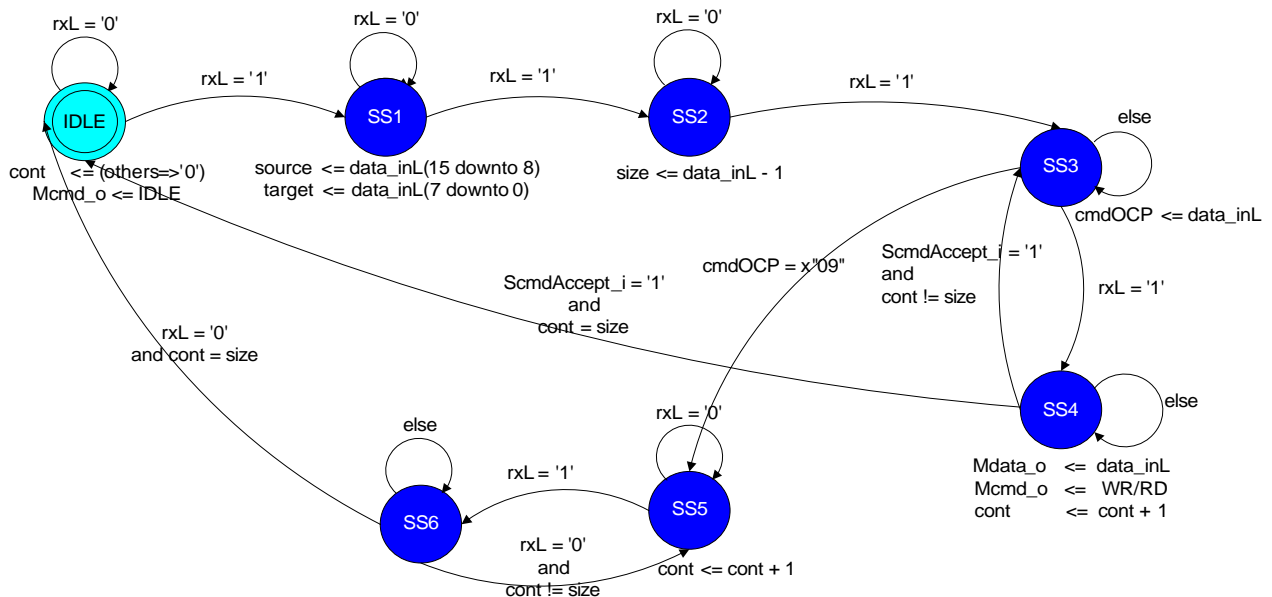 rxL = '0'
rxL = '0'
rxL = '0'
rxL = '1'
rxL = '1'
rxL = '1'
else
IDLE
SS1
SS2
SS3
cont <= (others=>'0')
Mcmd_o <= IDLE
source <= data_inL(15 downto 8)
target <= data_inL(7 downto 0)
size <= data_inL - 1
cmdOCP <= data_inL
cmdOCP = x"09"
ScmdAccept_i = '1'
and
cont != size
rxL = '1'
ScmdAccept_i = '1'
and
cont = size
rxL = '0'
and cont = size
SS4
else
Mdata_o <= data_inL
Mcmd_o <= WR/RD
cont <= cont + 1
else
rxL = '0'
rxL = '1'
SS6
SS5
rxL = '0'
and
cont != size
cont <= cont + 1